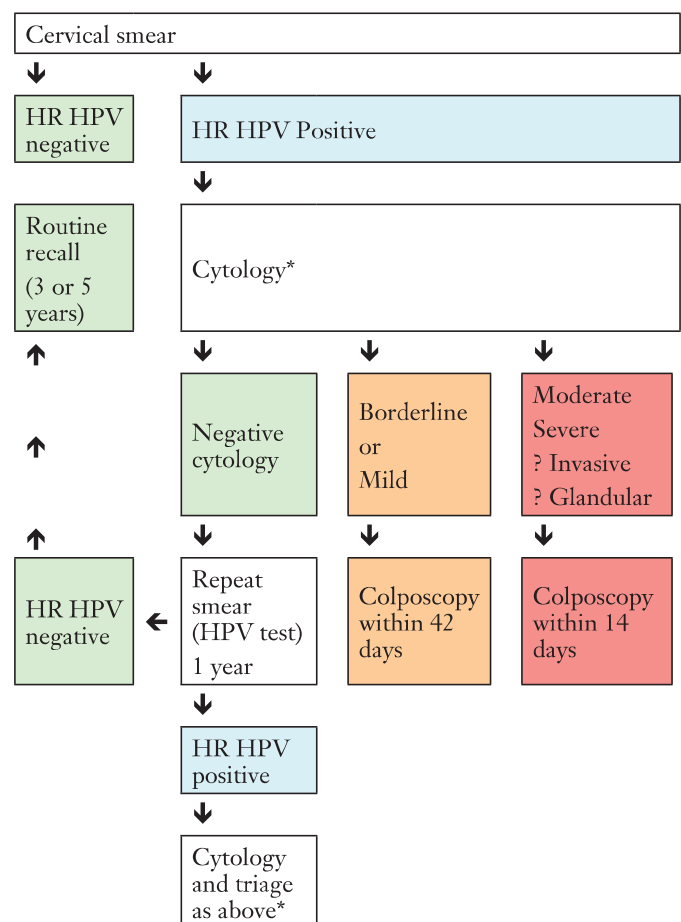 Cervical smear
HR HPV
negative
HR HPV Positive
Routine
recall
(3 or 5
years)
Cytology*
Negative
cytology
Borderline
or
Mild
Moderate
Severe
? Invasive
? Glandular
HR HPV
negative
Repeat
smear
(HPV test)
1 year
Colposcopy
within 42
days
Colposcopy
within 14
days
HR HPV
positive
Cytology
and triage
as above*